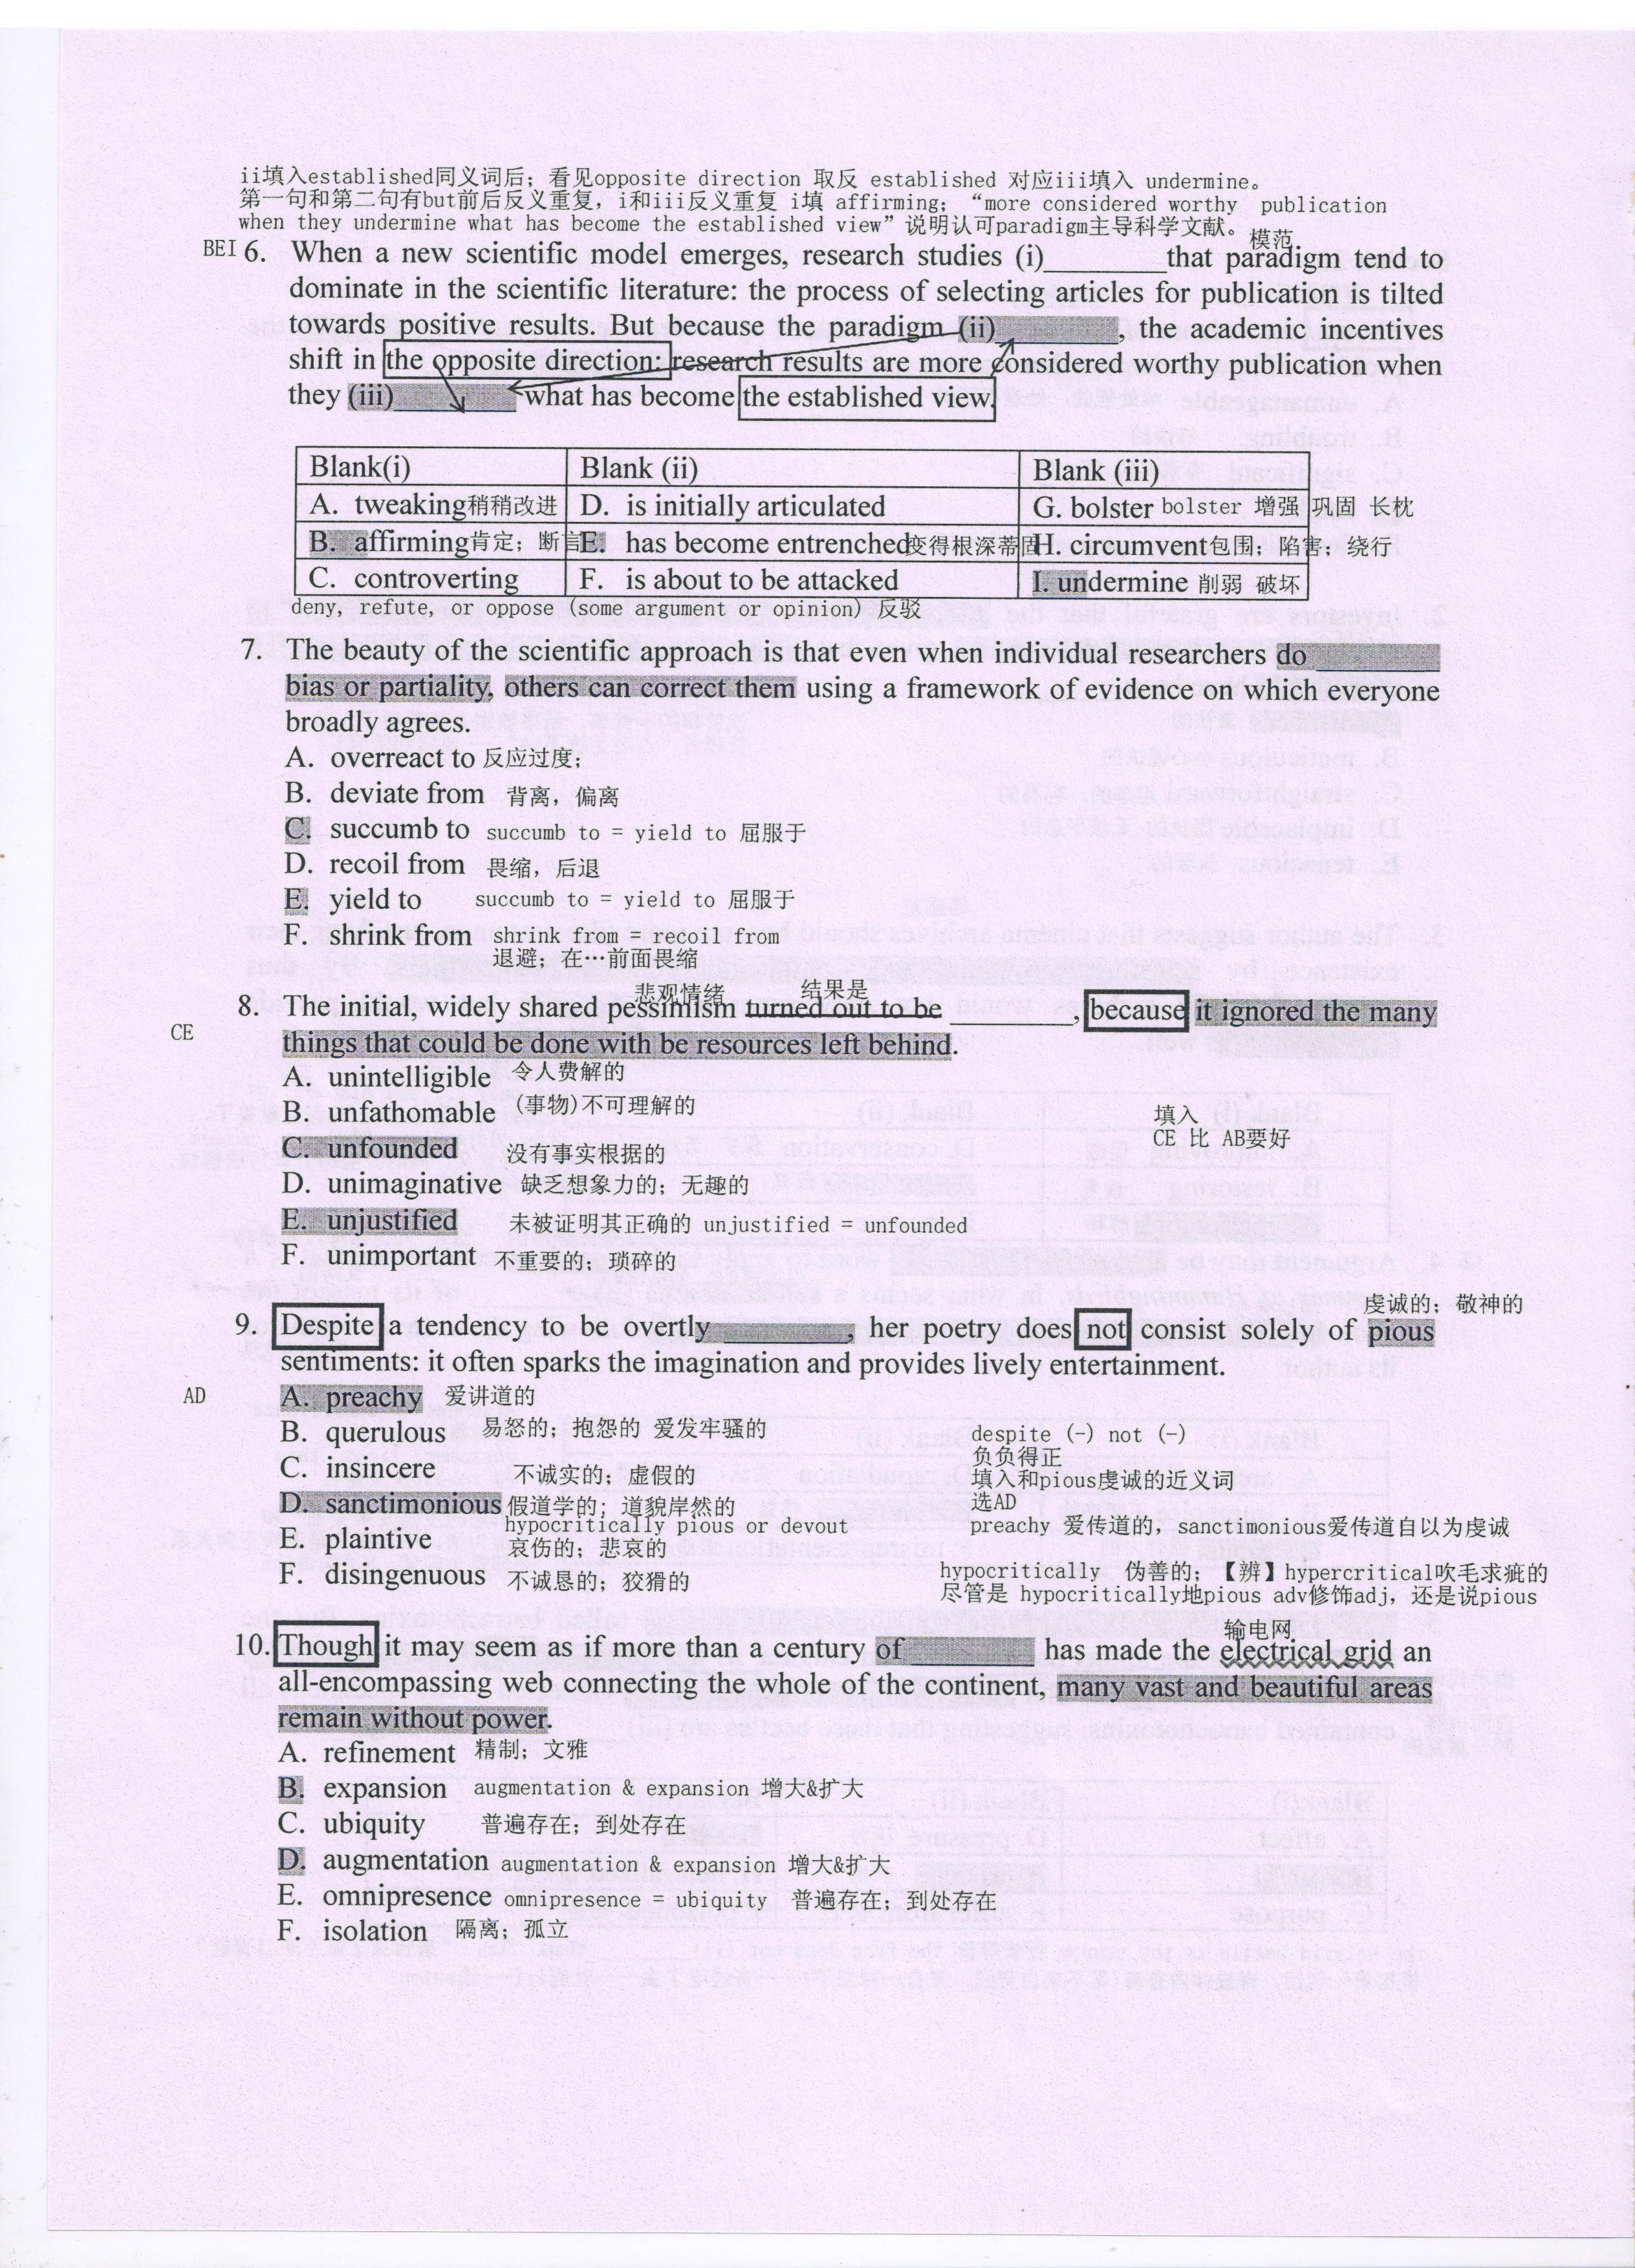 ii填入established同义词后；看见opposite direction 取反 established 对应iii填入 undermine。
第一句和第二句有but前后反义重复，i和iii反义重复 i填 affirming；“more considered worthy publication
when they undermine what has become the established view”说明认可paradigm主导科学文献。
模范
BEI 6. When a new scientific model emerges, research studies (i)________that paradigm tend to
dominate in the scientific literature: the process of selecting articles for publication is tilted
towards positive results. But because the paradigm (ii)________, the academic incentives
shift in the opposite direction: research results are more considered worthy publication when
they (iii)________ what has become the established view.
Blank(i) Blank (ii) Blank (iii)
A. tweaking稍稍改进 D. is initially articulated G. bolster bolster 增强 巩固 长枕
B. affirming肯定；断言 E. has become entrenched变得根深蒂固 H. circumvent包围；陷害；绕行
C. controverting F. is about to be attacked I. undermine 削弱 破坏
deny, refute, or oppose (some argument or opinion) 反驳
7. The beauty of the scientific approach is that even when individual researchers do ________
bias or partiality, others can correct them using a framework of evidence on which everyone
broadly agrees.
A. overreact to 反应过度；
B. deviate from 背离，偏离
C. succumb to succumb to = yield to 屈服于
D. recoil from 畏缩，后退
E. yield to succumb to = yield to 屈服于
F. shrink from shrink from = recoil from
退避；在…前面畏缩
悲观情绪 结果是
8. The initial, widely shared pessimism turned out to be ________, because it ignored the many
CE things that could be done with be resources left behind.
A. unintelligible 令人费解的
B. unfathomable (事物)不可理解的
填入
CE 比 AB要好
C. unfounded 没有事实根据的
D. unimaginative 缺乏想象力的；无趣的
E. unjustified 未被证明其正确的 unjustified = unfounded
F. unimportant 不重要的；琐碎的
虔诚的；敬神的
9. Despite a tendency to be overtly________, her poetry does not consist solely of pious
sentiments: it often sparks the imagination and provides lively entertainment.
AD A. preachy 爱讲道的
B. querulous 易怒的；抱怨的 爱发牢骚的
despite (-) not (-)
负负得正
C. insincere 不诚实的；虚假的
填入和pious虔诚的近义词
选AD
D. sanctimonious 假道学的；道貌岸然的
hypocritically pious or devout
preachy 爱传道的，sanctimonious爱传道自以为虔诚
E. plaintive 哀伤的；悲哀的
F. disingenuous 不诚恳的；狡猾的
hypocritically 伪善的；【辨】hypercritical吹毛求疵的
尽管是 hypocritically地pious adv修饰adj，还是说pious
输电网
10. Though it may seem as if more than a century of ________ has made the electrical grid an
all-encompassing web connecting the whole of the continent, many vast and beautiful areas
remain without power.
A. refinement 精制；文雅
B. expansion augmentation & expansion 增大&扩大
C. ubiquity 普遍存在；到处存在
D. augmentation augmentation & expansion 增大&扩大
E. omnipresence omnipresence = ubiquity 普遍存在；到处存在
F. isolation 隔离；孤立